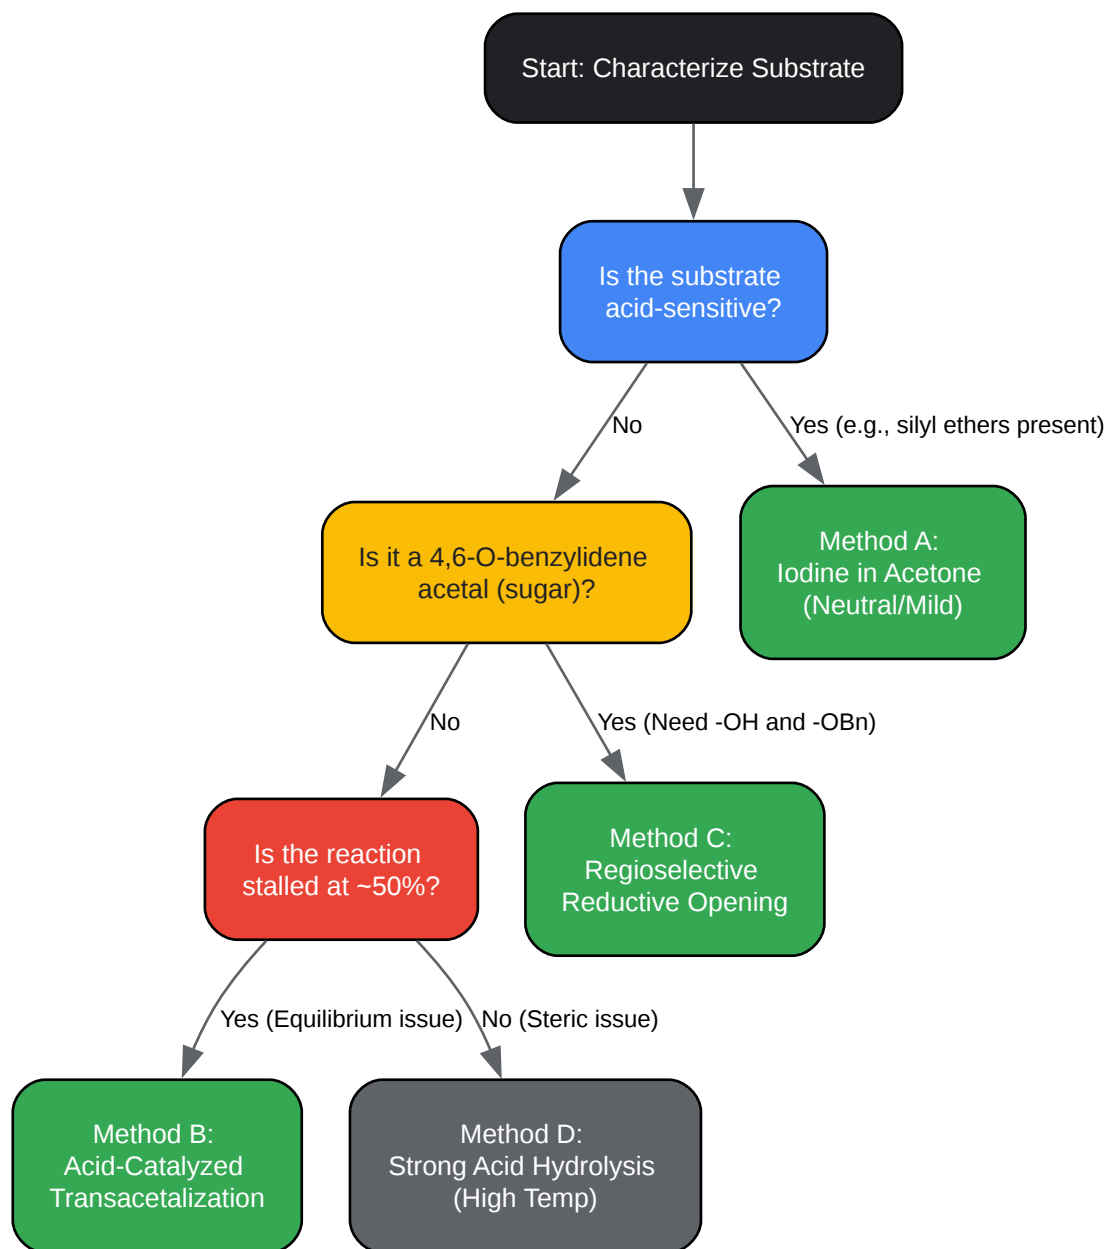 Start: Characterize Substrate
Is the substrate
acid-sensitive?
No
Yes (e.g., silyl ethers present)
Is it a 4,6-O-benzylidene
acetal (sugar)?
Method A:
Iodine in Acetone
(Neutral/Mild)
No
Yes (Need -OH and -OBn)
Is the reaction
stalled at ~50%?
Method C:
Regioselective
Reductive Opening
Yes (Equilibrium issue)
No (Steric issue)
Method B:
Acid-Catalyzed
Transacetalization
Method D:
Strong Acid Hydrolysis
(High Temp)